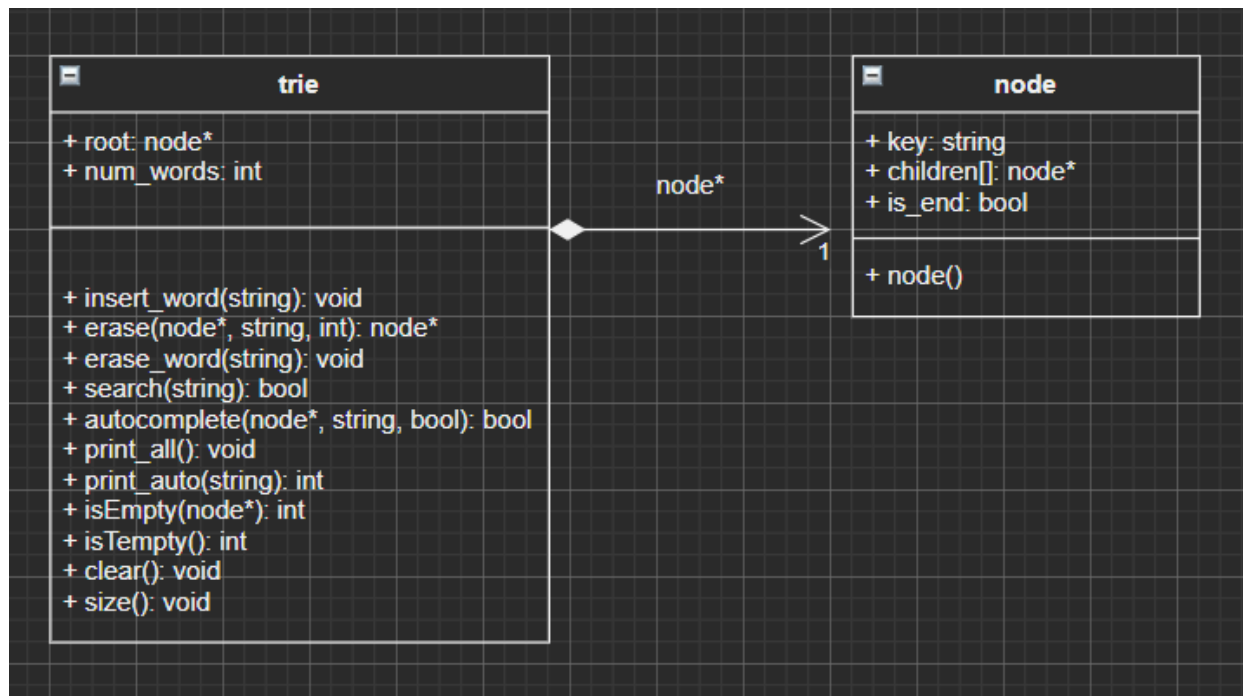 trie
+ root: node*
+ num_words: int
+ insert_word(string): void
+ erase(node*, string, int): node*
+ erase_word(string): void
+ search(string): bool
+ autocomplete(node*, string, bool): bool
+ print_all(): void
+ print_auto(string): int
+ isEmpty(node*): int
+ isTempty(): int
+ clear(): void
+ size(): void
node*
1
node
+ key: string
+ children[]: node*
+ is_end: bool
+ node()